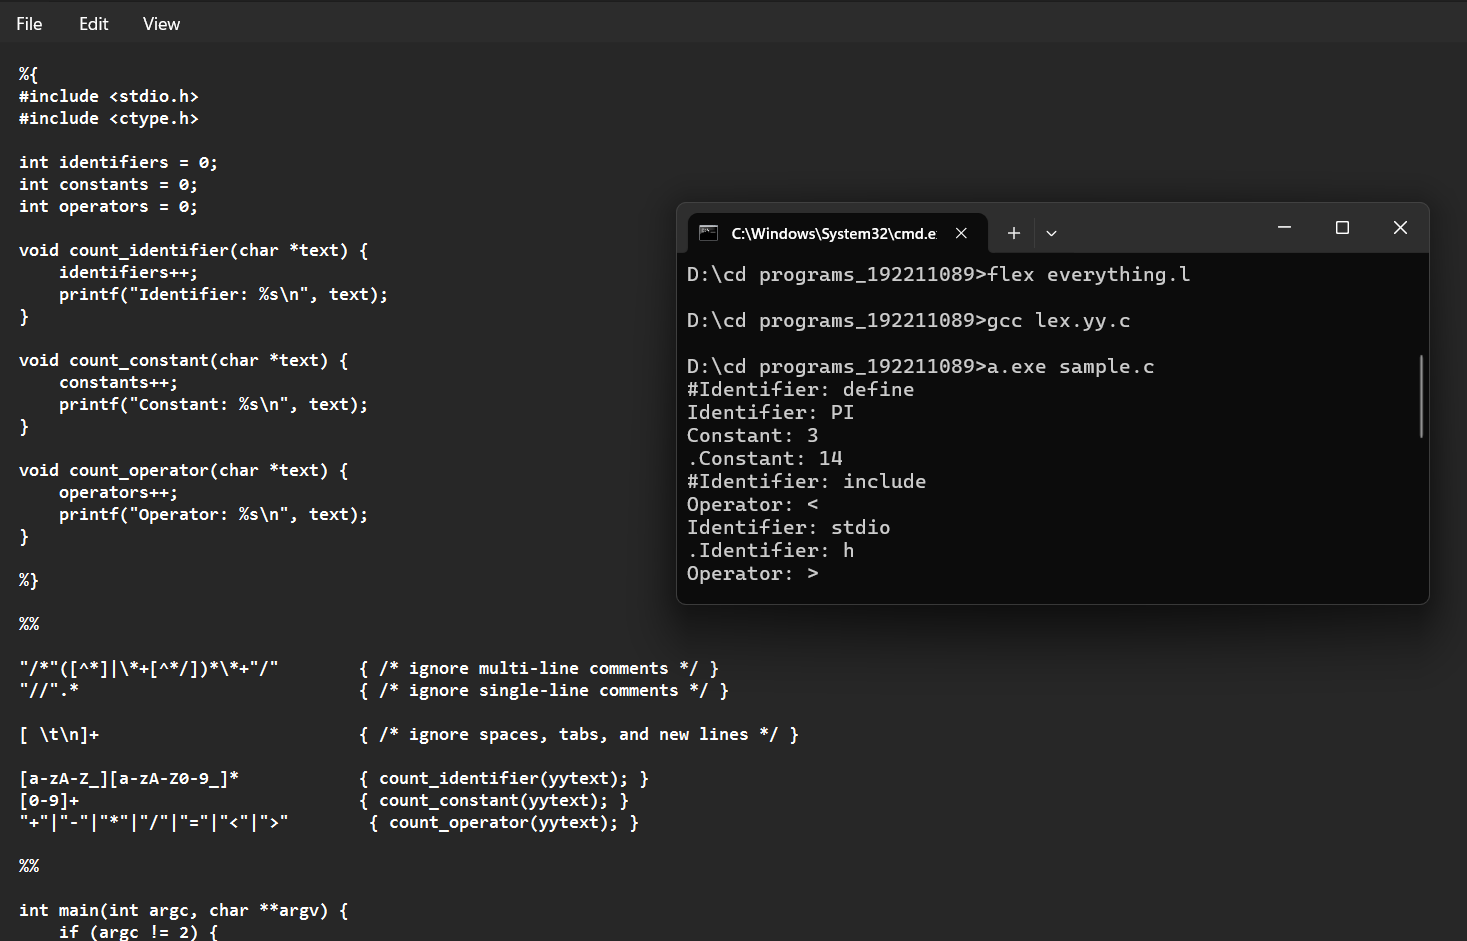 File Edit View
%{
#include <stdio.h>
#include <ctype.h>
int identifiers = 0;
int constants = 0;
int operators = 0;
void count_identifier(char *text) {
    identifiers++;
    printf("Identifier: %s\n", text);
}
void count_constant(char *text) {
    constants++;
    printf("Constant: %s\n", text);
}
void count_operator(char *text) {
    operators++;
    printf("Operator: %s\n", text);
}
%}
%%
"/*"([^*]|\*+[^*/])*\*+"/"        { /* ignore multi-line comments */ }
"//".*                            { /* ignore single-line comments */ }
[ \t\n]+                          { /* ignore spaces, tabs, and new lines */ }
[a-zA-Z_][a-zA-Z0-9_]*            { count_identifier(yytext); }
[0-9]+                            { count_constant(yytext); }
"+"|"-"|"*"|"/"|"="|"<"|">"        { count_operator(yytext); }
%%
int main(int argc, char **argv) {
    if (argc != 2) {
C:\Windows\System32\cmd.e
D:\cd programs_192211089>flex everything.l
D:\cd programs_192211089>gcc lex.yy.c
D:\cd programs_192211089>a.exe sample.c
#Identifier: define
Identifier: PI
Constant: 3
.Constant: 14
#Identifier: include
Operator: <
Identifier: stdio
.Identifier: h
Operator: >